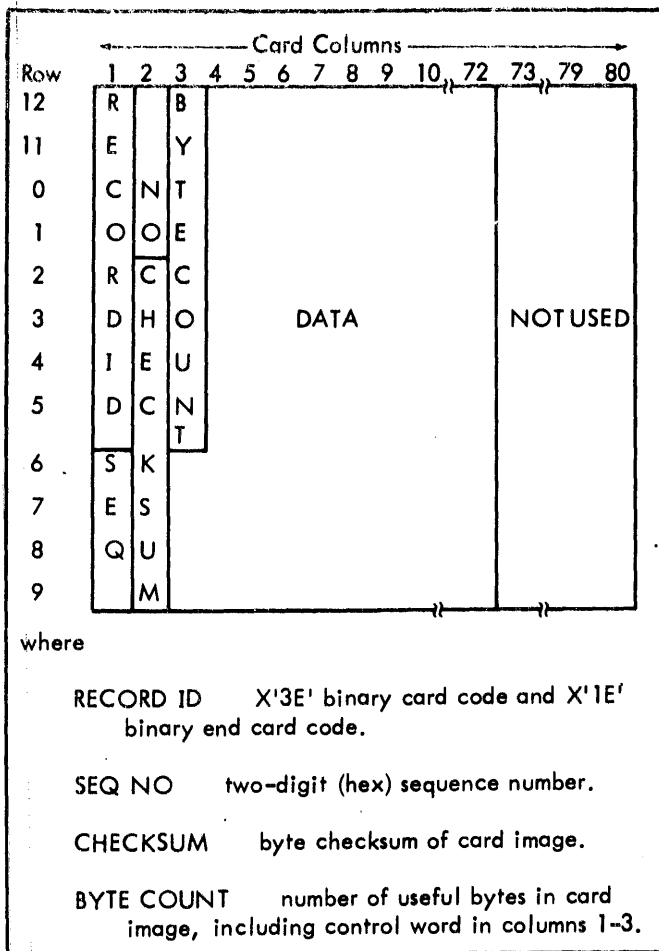 Card Columns
Row 1 2 3 4 5 6 7 8 9 10 72 73 79 80
12 R B
11 E Y
0 C N T
1 O O E
2 R C C
3 D H O DATA NOT USED
4 I E U
5 D C N
T
6 S K
7 E S
8 Q U
9 M
where
RECORD ID X'3E' binary card code and X'1E'
binary end card code.
SEQ NO two-digit (hex) sequence number.
CHECKSUM byte checksum of card image.
BYTE COUNT number of useful bytes in card
image, including control word in columns 1--3.